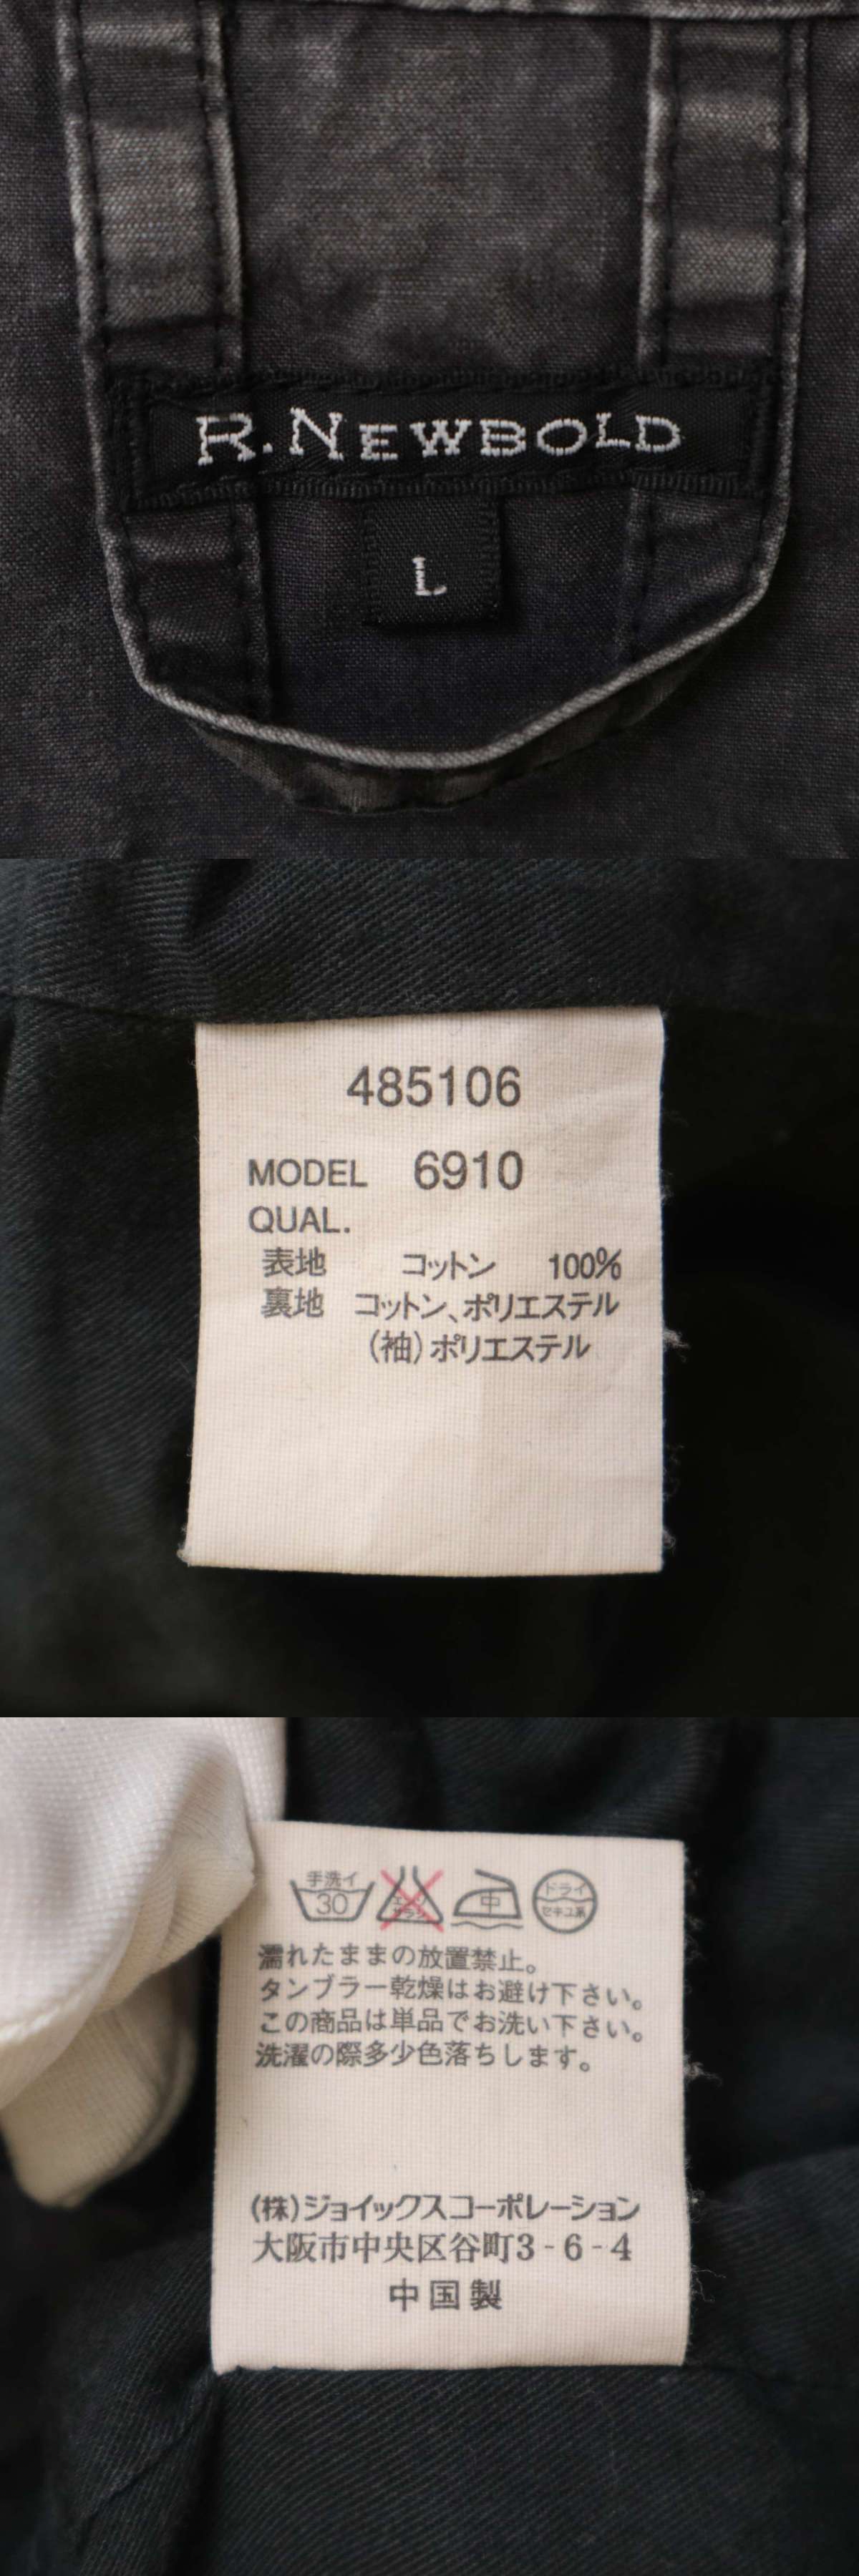 R.NEWBOLD
L
485106
MODEL 6910
QUAL.
表地 コットン 100%
裏地 コットン、ポリエステル
(袖)ポリエステル
手洗イ
30
エンソ
サラシ
中
ドライ
セキユ系
濡れたままの放置禁止。
タンブラー乾燥はお避け下さい。
この商品は単品でお洗い下さい。
洗濯の際多少色落ちします。
(株)ジョイックスコーポレーション
大阪市中央区谷町3-6-4
中国製